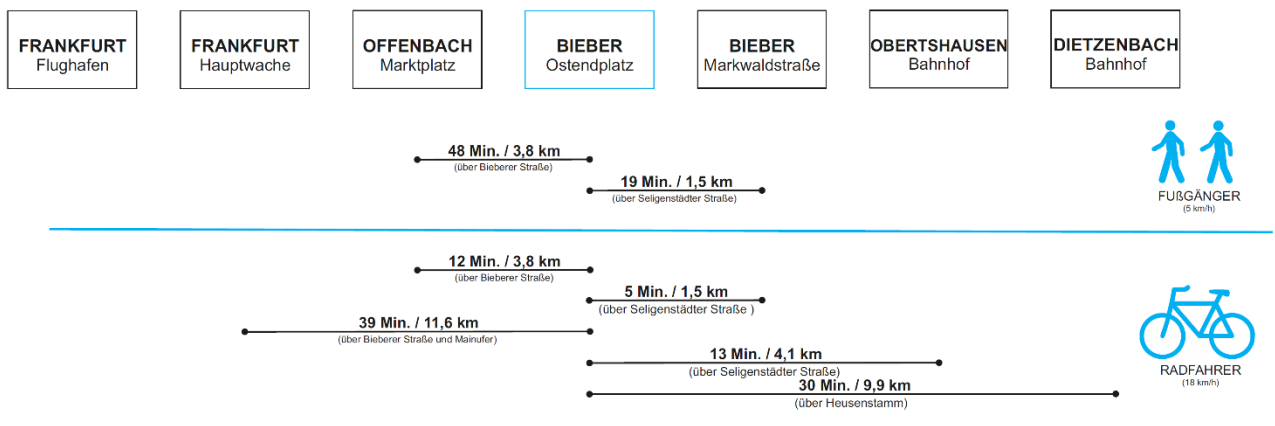 FRANKFURT
Flughafen
FRANKFURT
Hauptwache
OFFENBACH
Marktplatz
BIEBER
Ostendplatz
BIEBER
Markwaldstraße
OBERTSHAUSEN
Bahnhof
DIETZENBACH
Bahnhof
48 Min. / 3,8 km
(über Bieberer Straße)
19 Min. / 1,5 km
(über Seligenstädter Straße)
FUßGÄNGER
(5 km/h)
12 Min. / 3,8 km
(über Bieberer Straße)
5 Min. / 1,5 km
(über Seligenstädter Straße )
39 Min. / 11,6 km
(über Bieberer Straße und Mainufer)
13 Min. / 4,1 km
(über Seligenstädter Straße)
30 Min. / 9,9 km
(über Heusenstamm)
RADFAHRER
(18 km/h)